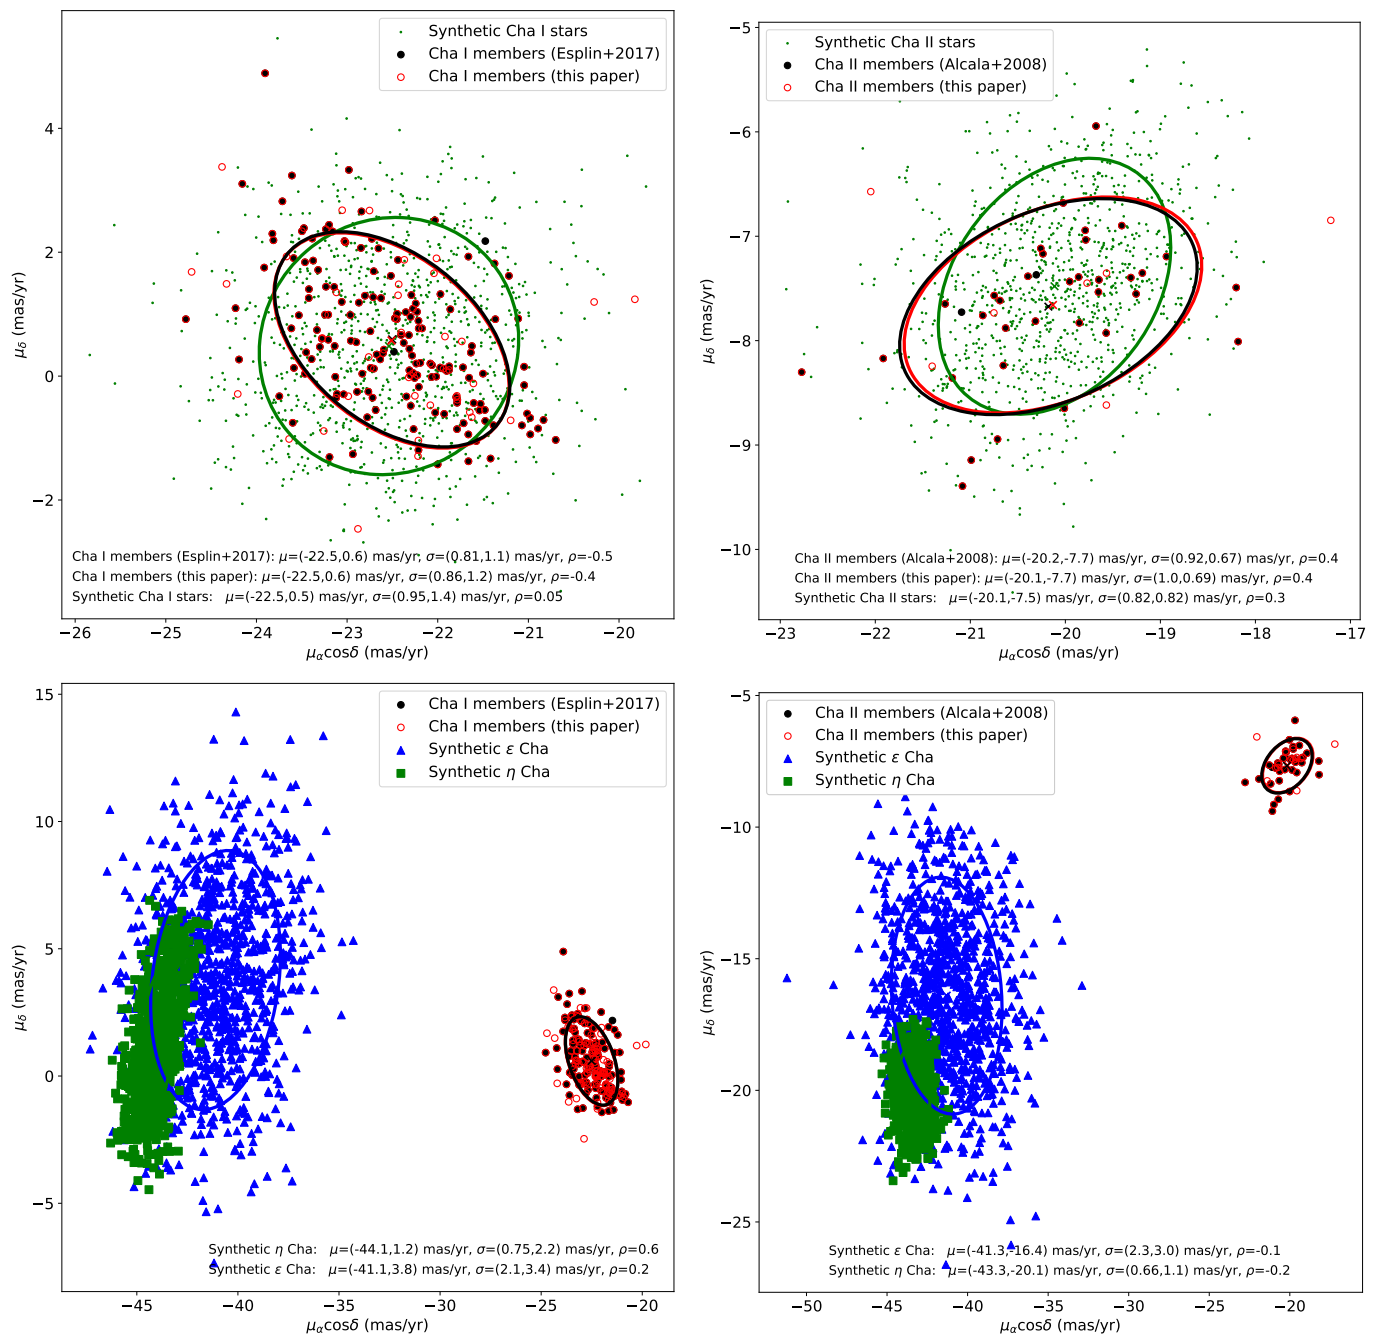 Synthetic Cha I stars
Cha I members (Esplin+2017)
Cha I members (this paper)
4
2
0
−2
μδ (mas/yr)
Cha I members (Esplin+2017): μ=(-22.5,0.6) mas/yr, σ=(0.81,1.1) mas/yr, ρ=-0.5
Cha I members (this paper): μ=(-22.5,0.6) mas/yr, σ=(0.86,1.2) mas/yr, ρ=-0.4
Synthetic Cha I stars: μ=(-22.5,0.5) mas/yr, σ=(0.95,1.4) mas/yr, ρ=0.05
−26 −25 −24 −23 −22 −21 −20
μαcosδ (mas/yr)
Synthetic Cha II stars
Cha II members (Alcala+2008)
Cha II members (this paper)
−5
−6
−7
−8
−9
−10
μδ (mas/yr)
Cha II members (Alcala+2008): μ=(-20.2,-7.7) mas/yr, σ=(0.92,0.67) mas/yr, ρ=0.4
Cha II members (this paper): μ=(-20.1,-7.7) mas/yr, σ=(1.0,0.69) mas/yr, ρ=0.4
Synthetic Cha II stars: μ=(-20.1,-7.5) mas/yr, σ=(0.82,0.82) mas/yr, ρ=0.3
−23 −22 −21 −20 −19 −18 −17
μαcosδ (mas/yr)
Cha I members (Esplin+2017)
Cha I members (this paper)
Synthetic ε Cha
Synthetic η Cha
15
10
5
0
−5
μδ (mas/yr)
Synthetic η Cha: μ=(-44.1,1.2) mas/yr, σ=(0.75,2.2) mas/yr, ρ=0.6
Synthetic ε Cha: μ=(-41.1,3.8) mas/yr, σ=(2.1,3.4) mas/yr, ρ=0.2
−45 −40 −35 −30 −25 −20
μαcosδ (mas/yr)
Cha II members (Alcala+2008)
Cha II members (this paper)
Synthetic ε Cha
Synthetic η Cha
−5
−10
−15
−20
−25
μδ (mas/yr)
Synthetic ε Cha: μ=(-41.3,-16.4) mas/yr, σ=(2.3,3.0) mas/yr, ρ=-0.1
Synthetic η Cha: μ=(-43.3,-20.1) mas/yr, σ=(0.66,1.1) mas/yr, ρ=-0.2
−50 −45 −40 −35 −30 −25 −20
μαcosδ (mas/yr)